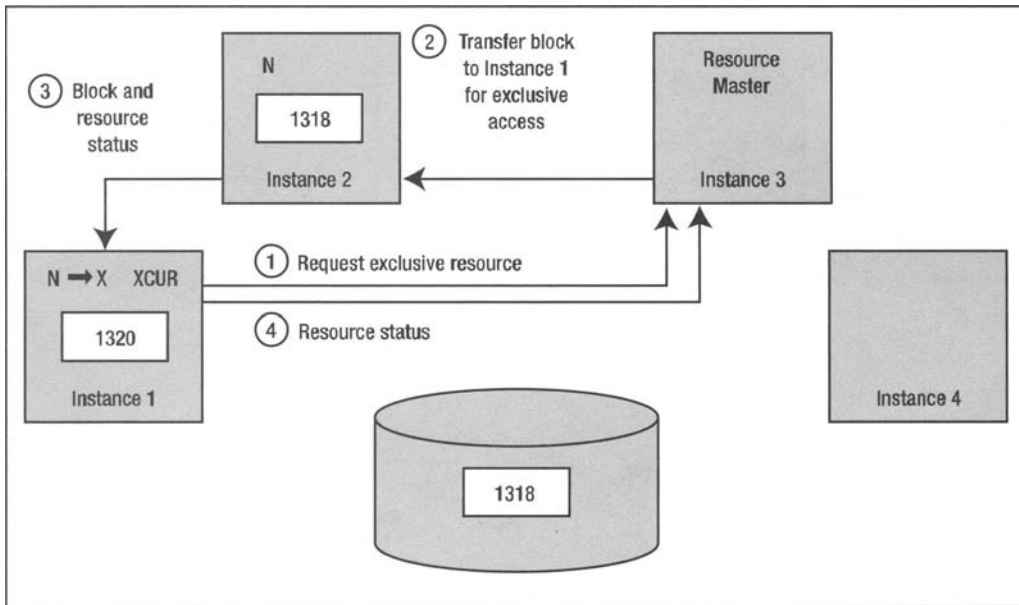 N
1318
Instance 2
2 Transfer block
to Instance 1
for exclusive
access
Resource
Master
Instance 3
3 Block and
resource
status
N → X XCUR
1320
Instance 1
1 Request exclusive resource
4 Resource status
Instance 4
1318